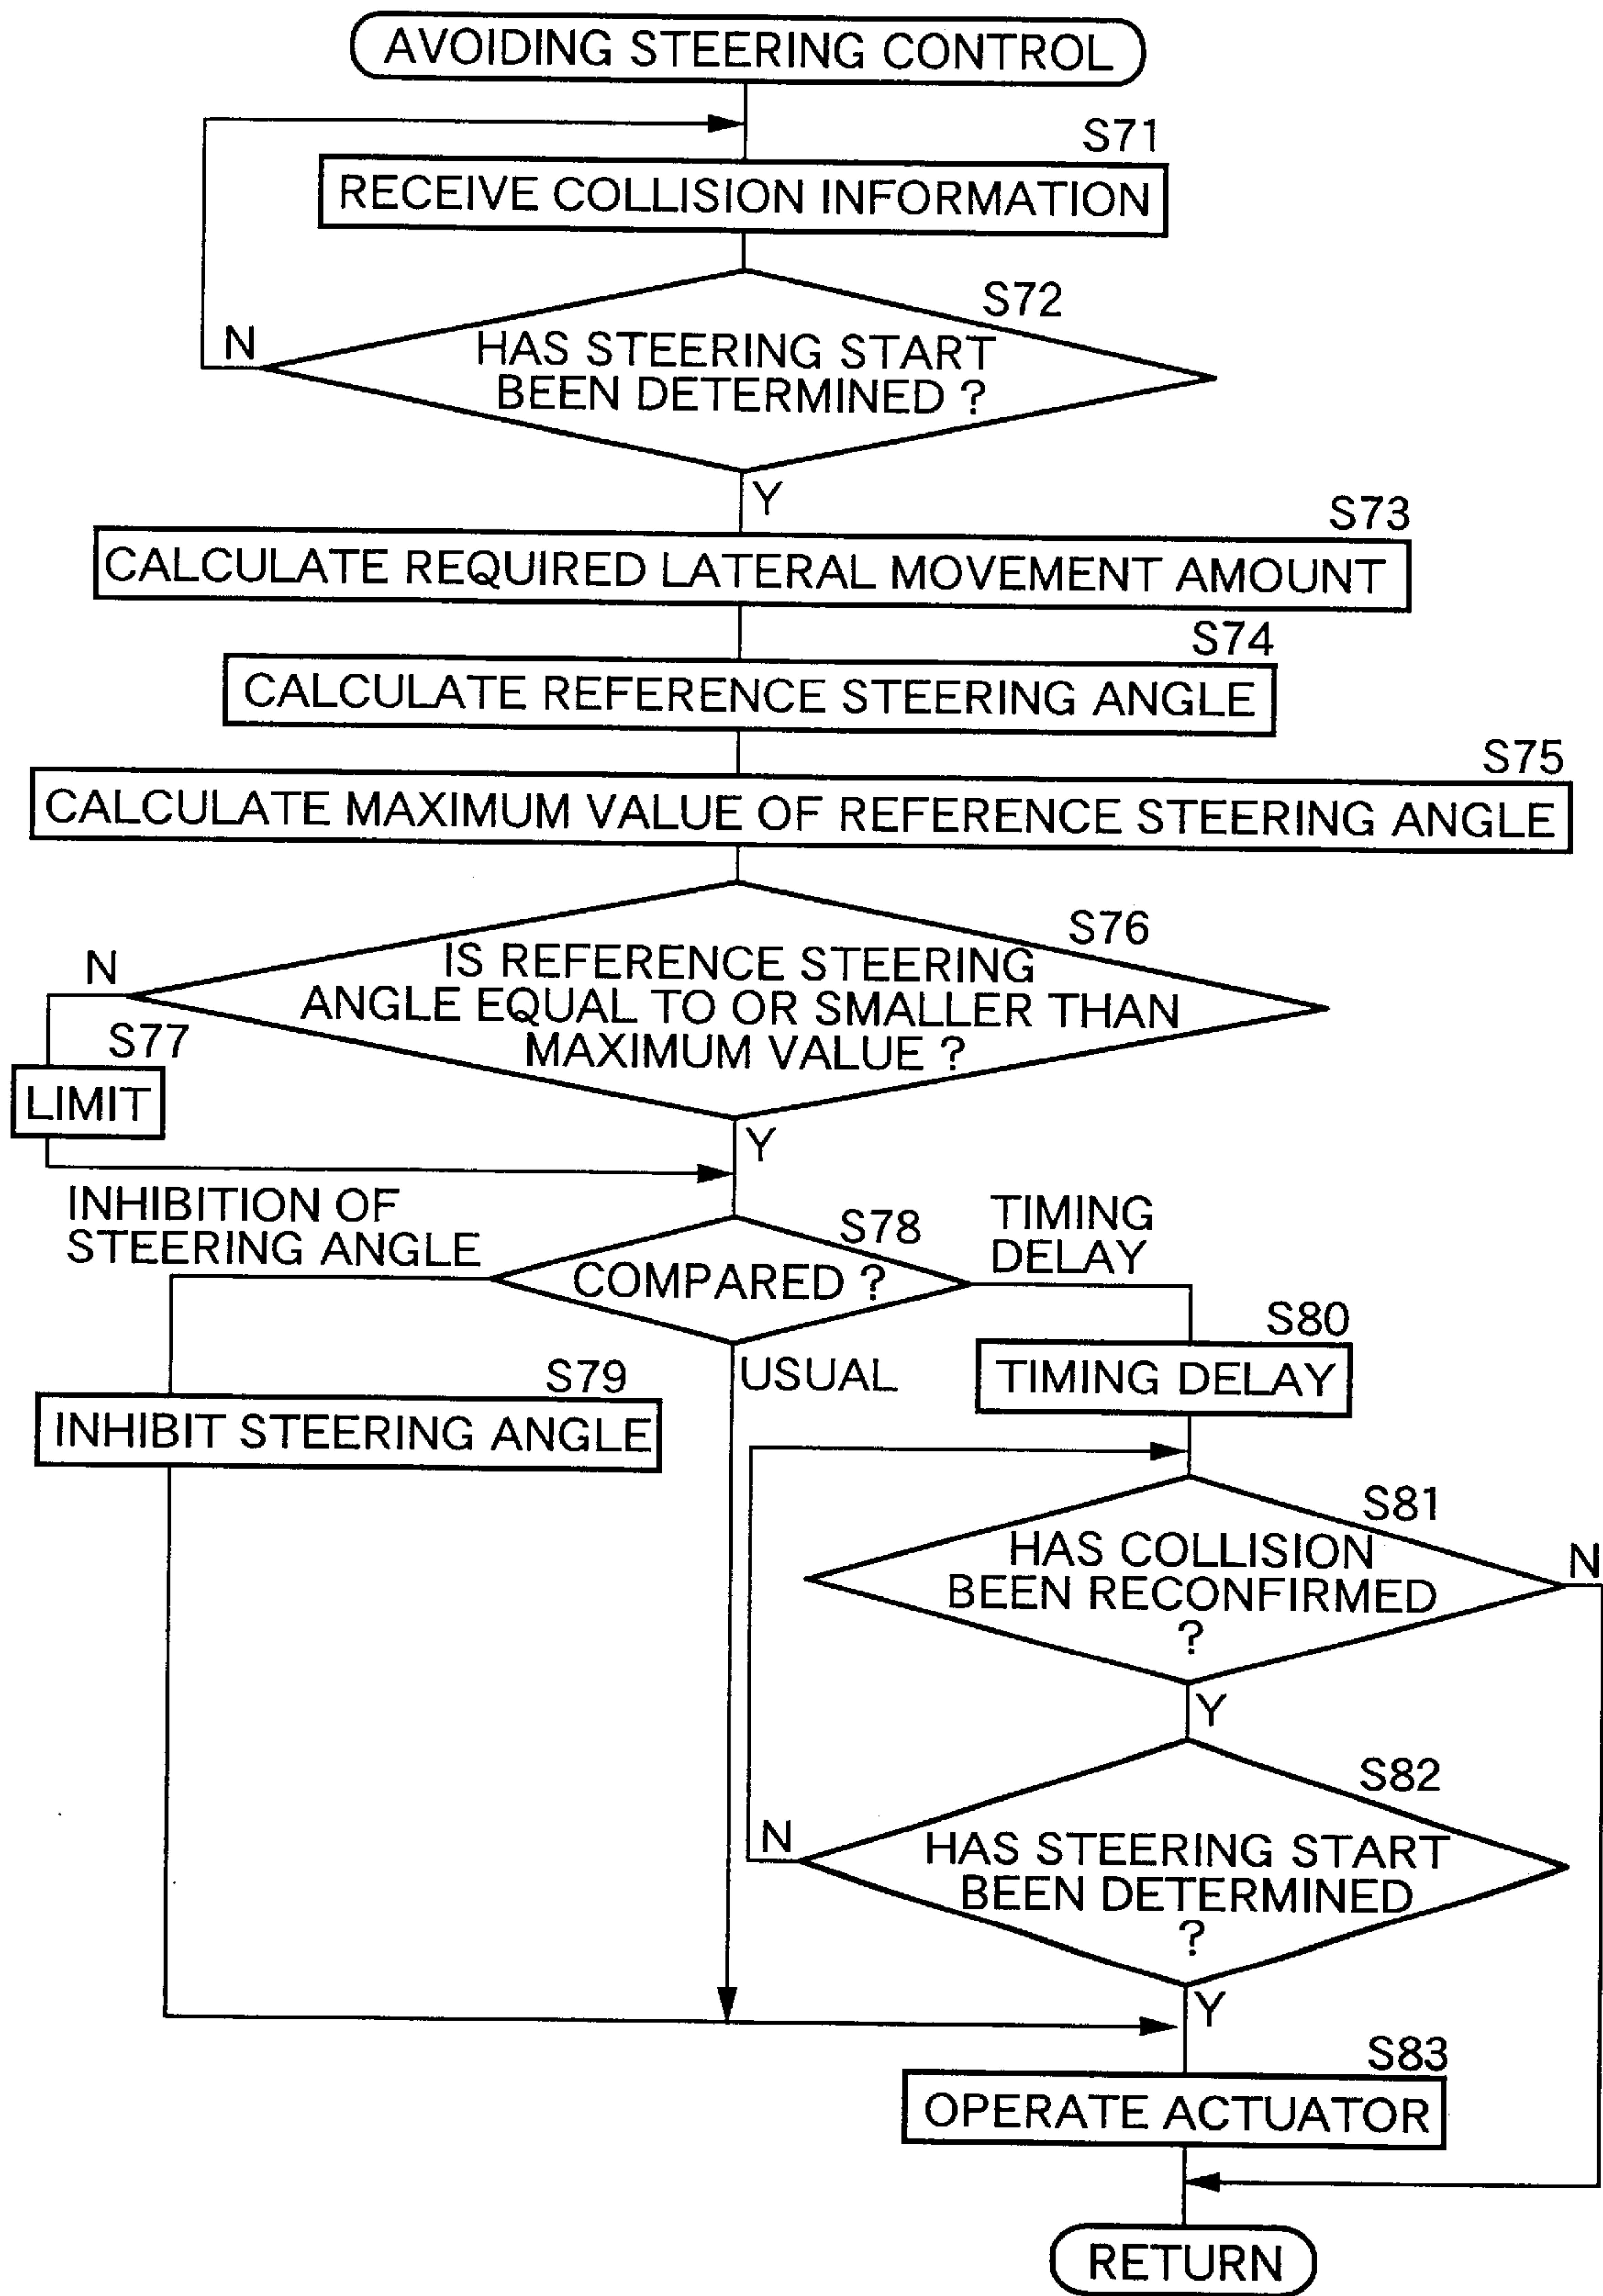 AVOIDING STEERING CONTROL
S71
RECEIVE COLLISION INFORMATION
S72
N
HAS STEERING START
BEEN DETERMINED ?
Y
S73
CALCULATE REQUIRED LATERAL MOVEMENT AMOUNT
S74
CALCULATE REFERENCE STEERING ANGLE
S75
CALCULATE MAXIMUM VALUE OF REFERENCE STEERING ANGLE
S76
N
IS REFERENCE STEERING
ANGLE EQUAL TO OR SMALLER THAN
MAXIMUM VALUE ?
S77
LIMIT
Y
INHIBITION OF
STEERING ANGLE
S78
TIMING
DELAY
COMPARED ?
S80
USUAL
TIMING DELAY
S79
INHIBIT STEERING ANGLE
S81
HAS COLLISION
BEEN RECONFIRMED
?
N
Y
S82
N
HAS STEERING START
BEEN DETERMINED
?
Y
S83
OPERATE ACTUATOR
RETURN